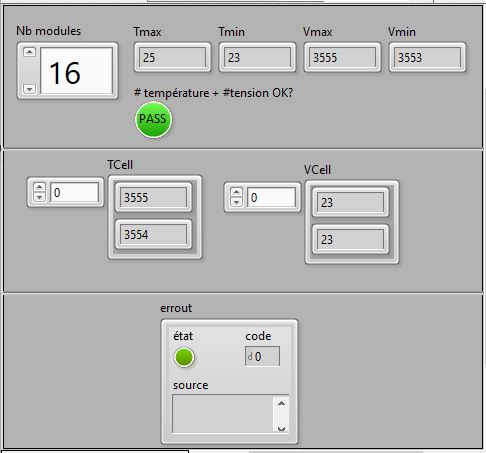 Nb modules
Tmax Tmin Vmax Vmin
16
25 23 3555 3553
# température + #tension OK?
PASS
TCell
VCell
0
3555
3554
0
23
23
errout
état code
d 0
source